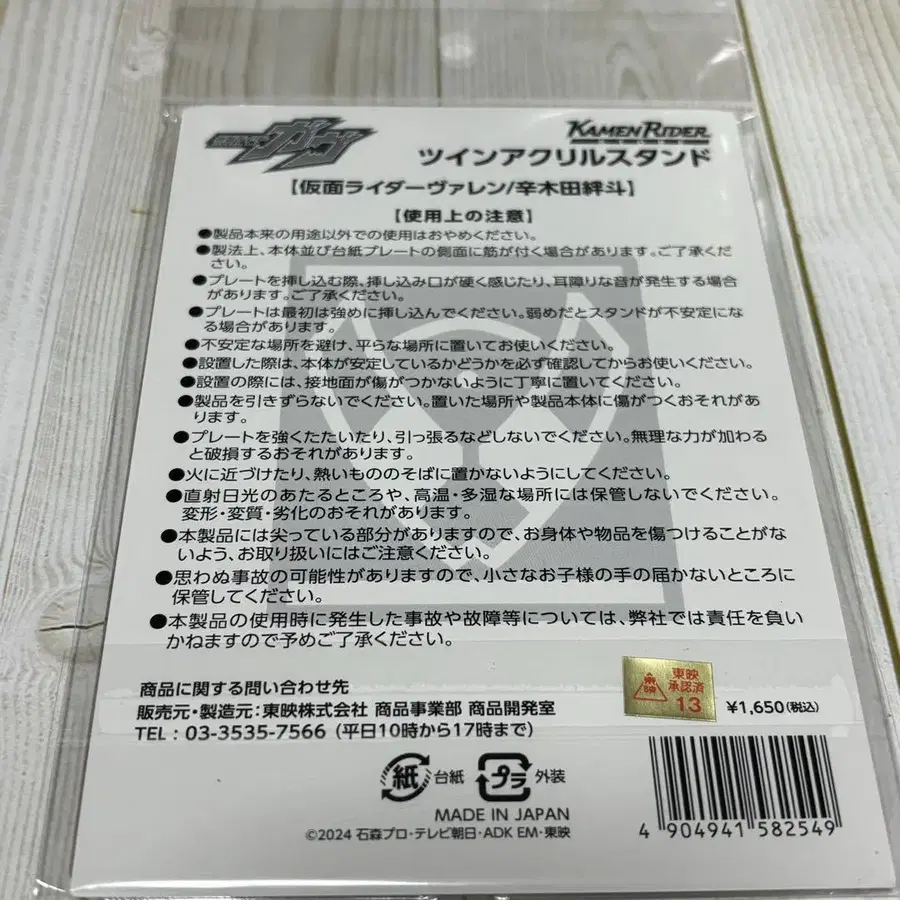 仮面ライダーガヴ
KAMEN RIDER
STORE
ツインアクリルスタンド
【仮面ライダーヴァレン/辛木田絆斗】
【使用上の注意】
●製品本来の用途以外での使用はおやめください。
●製法上、本体並び台紙プレートの側面に筋が付く場合があります。ご了承くだ
さい。
●プレートを挿し込む際、挿し込み口が硬く感じたり、耳障りな音が発生する場合
があります。ご了承ください。
●プレートは最初は強めに挿し込んでください。弱めだとスタンドが不安定にな
る場合があります。
●不安定な場所を避け、平らな場所に置いてお使いください。
●設置した際は、本体が安定しているかどうかを必ず確認してからお使いください。
●設置の際には、接地面が傷がつかないように丁寧に置いてください。
●製品を引きずらないでください。置いた場所や製品本体に傷がつくおそれがあ
ります。
●プレートを強くたたいたり、引っ張るなどしないでください。無理な力が加わる
と破損するおそれがあります。
●火に近づけたり、熱いもののそばに置かないようにしてください。
●直射日光のあたるところや、高温・多湿な場所には保管しないでください。
変形・変質・劣化のおそれがあります。
●本製品には尖っている部分がありますので、お身体や物品を傷つけることがな
いよう、お取り扱いにはご注意ください。
●思わぬ事故の可能性がありますので、小さなお子様の手の届かないところに
保管してください。
●本製品の使用時に発生した事故や故障等については、弊社では責任を負い
かねますので予めご了承ください。
商品に関する問い合わせ先
販売元・製造元:東映株式会社 商品事業部 商品開発室
TEL : 03-3535-7566 (平日10時から17時まで)
東映
東映
承認済
13
¥1,650(税込)
紙 台紙 プラ 外装
MADE IN JAPAN
©2024 石森プロ・テレビ朝日・ADK EM・東映
4 904941 582549